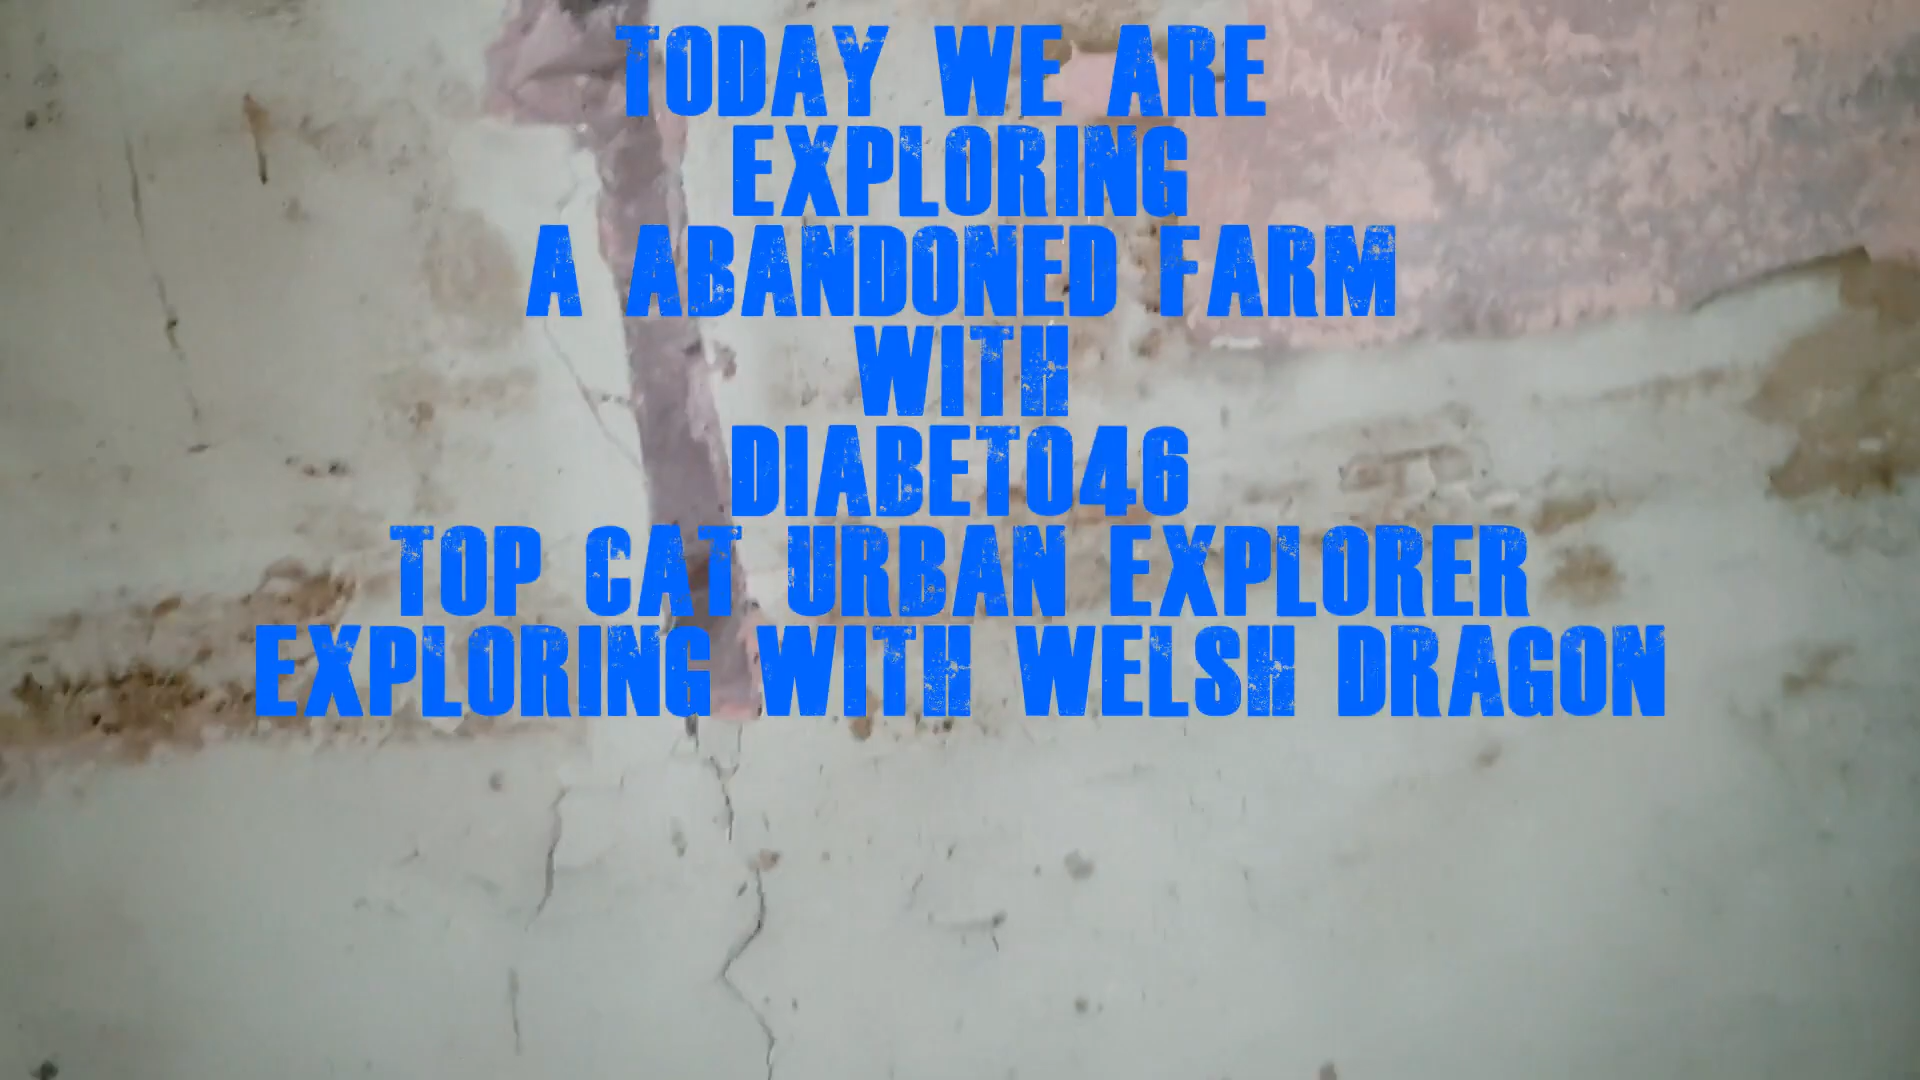 TODAY WE ARE
EXPLORING
A ABANDONED FARM
WITH
DIABETO46
TOP CAT URBAN EXPLORER
EXPLORING WITH WELSH DRAGON